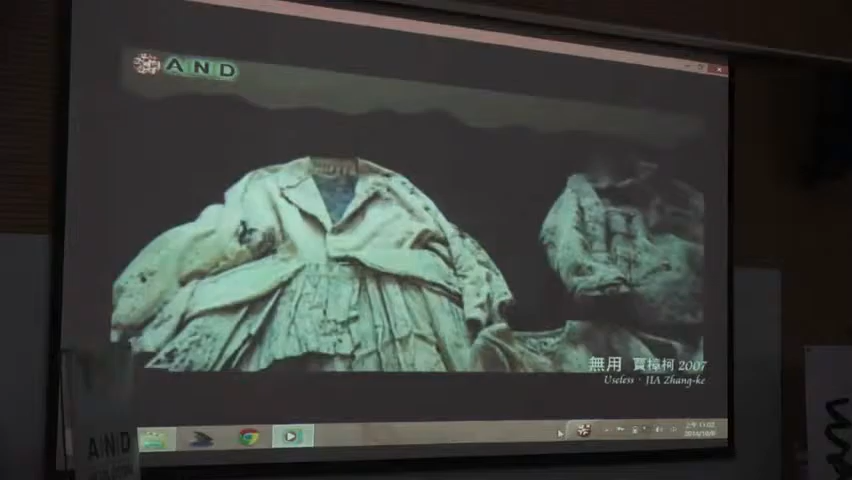 AND
無用 賈樟柯 2007
Useless · JIA Zhang-ke
AND